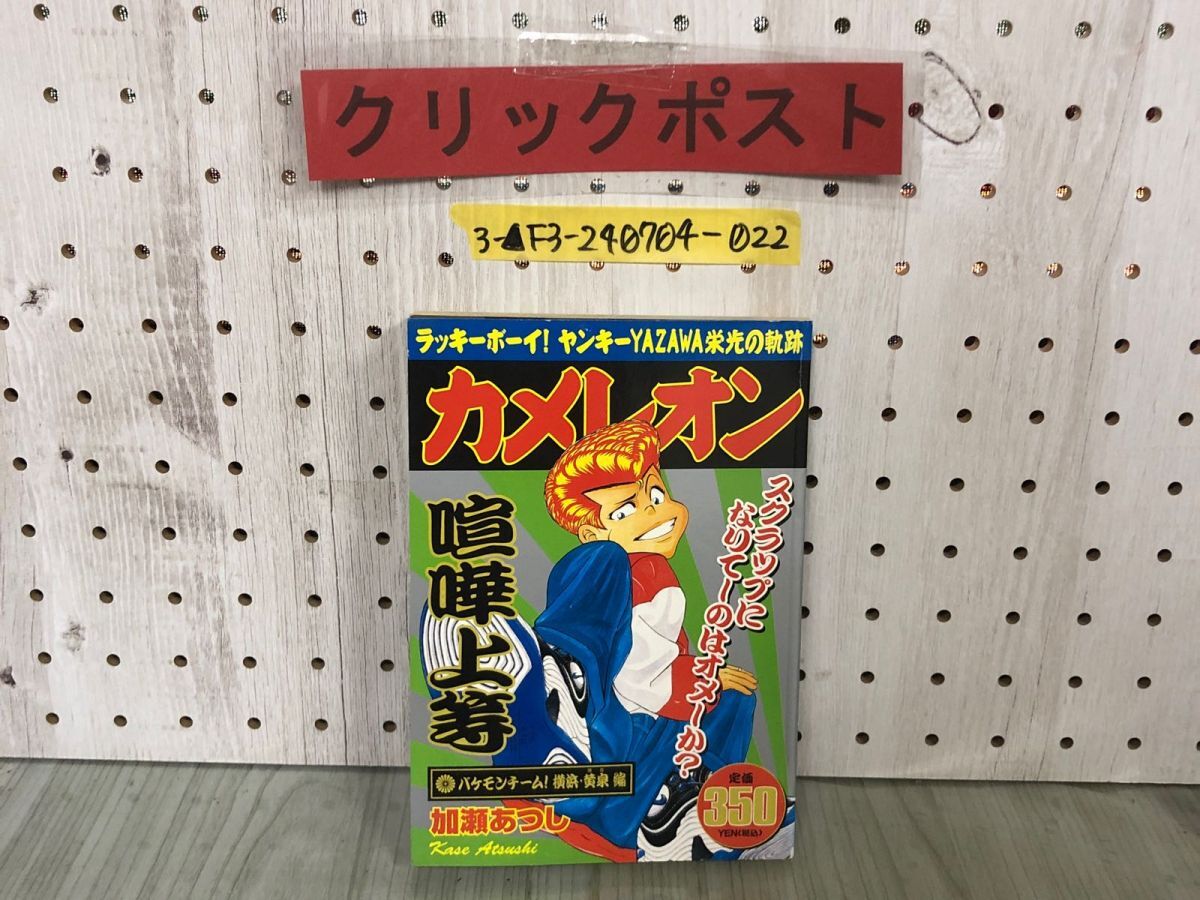 クリックポスト
3-AF3-240704-022
ラッキーボーイ! ヤンキーYAZAWA栄光の軌跡
カメレオン
スクラップに
なりてーのはオメーか?
喧嘩上等
バケモンチーム! 横浜・黄泉 編
加瀬あつし
Kase Atsushi
定価
350
YEN(税込)